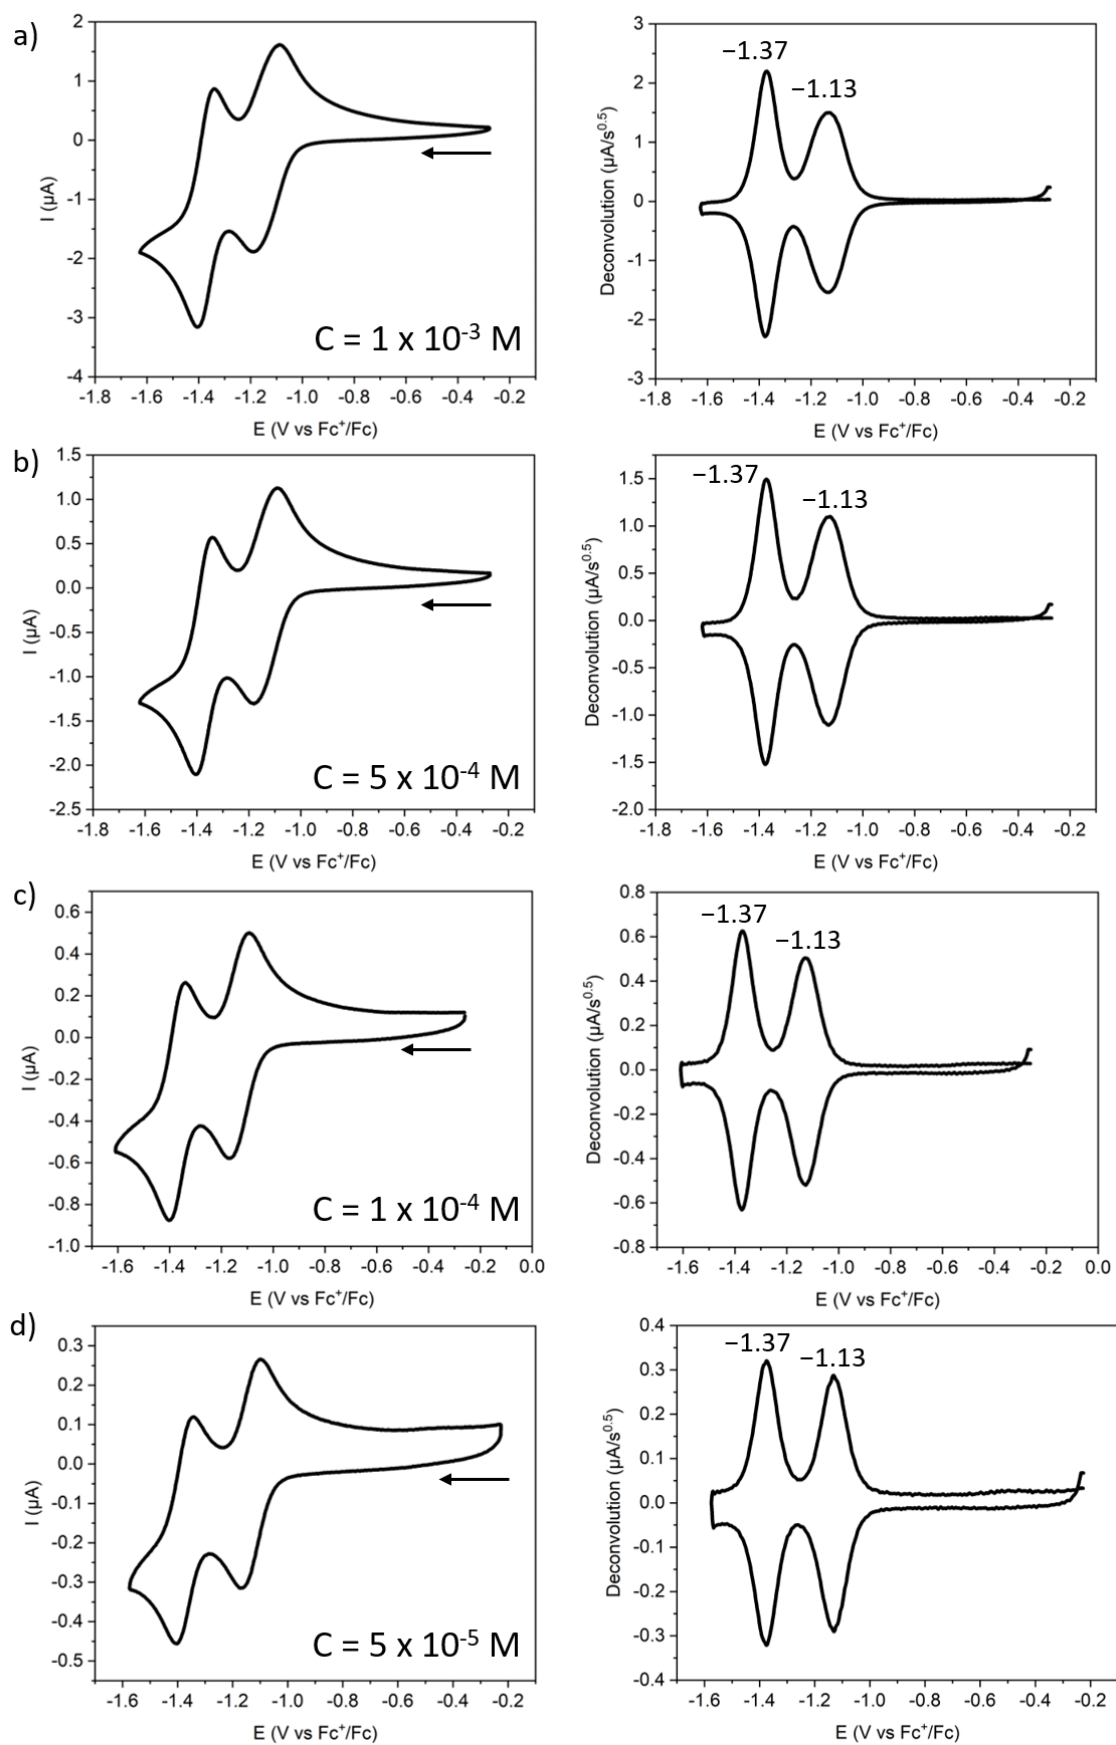 a)
2
1
0
-1
-2
-3
-4
I (µA)
-1.8 -1.6 -1.4 -1.2 -1.0 -0.8 -0.6 -0.4 -0.2
E (V vs Fc⁺/Fc)
C = 1 x 10⁻³ M
−1.37
−1.13
3
2
1
0
-1
-2
-3
Deconvolution (µA/s⁰·⁵)
-1.8 -1.6 -1.4 -1.2 -1.0 -0.8 -0.6 -0.4 -0.2
E (V vs Fc⁺/Fc)
b)
1.5
1.0
0.5
0.0
-0.5
-1.0
-1.5
-2.0
-2.5
I (µA)
-1.8 -1.6 -1.4 -1.2 -1.0 -0.8 -0.6 -0.4 -0.2
E (V vs Fc⁺/Fc)
C = 5 x 10⁻⁴ M
−1.37
−1.13
1.5
1.0
0.5
0.0
-0.5
-1.0
-1.5
-2.0
Deconvolution (µA/s⁰·⁵)
-1.8 -1.6 -1.4 -1.2 -1.0 -0.8 -0.6 -0.4 -0.2
E (V vs Fc⁺/Fc)
c)
0.6
0.4
0.2
0.0
-0.2
-0.4
-0.6
-0.8
-1.0
I (µA)
-1.6 -1.4 -1.2 -1.0 -0.8 -0.6 -0.4 -0.2 0.0
E (V vs Fc⁺/Fc)
C = 1 x 10⁻⁴ M
−1.37
−1.13
0.8
0.6
0.4
0.2
0.0
-0.2
-0.4
-0.6
-0.8
Deconvolution (µA/s⁰·⁵)
-1.6 -1.4 -1.2 -1.0 -0.8 -0.6 -0.4 -0.2 0.0
E (V vs Fc⁺/Fc)
d)
0.3
0.2
0.1
0.0
-0.1
-0.2
-0.3
-0.4
-0.5
I (µA)
-1.6 -1.4 -1.2 -1.0 -0.8 -0.6 -0.4 -0.2
E (V vs Fc⁺/Fc)
C = 5 x 10⁻⁵ M
−1.37
−1.13
0.4
0.3
0.2
0.1
0.0
-0.1
-0.2
-0.3
-0.4
Deconvolution (µA/s⁰·⁵)
-1.6 -1.4 -1.2 -1.0 -0.8 -0.6 -0.4 -0.2
E (V vs Fc⁺/Fc)